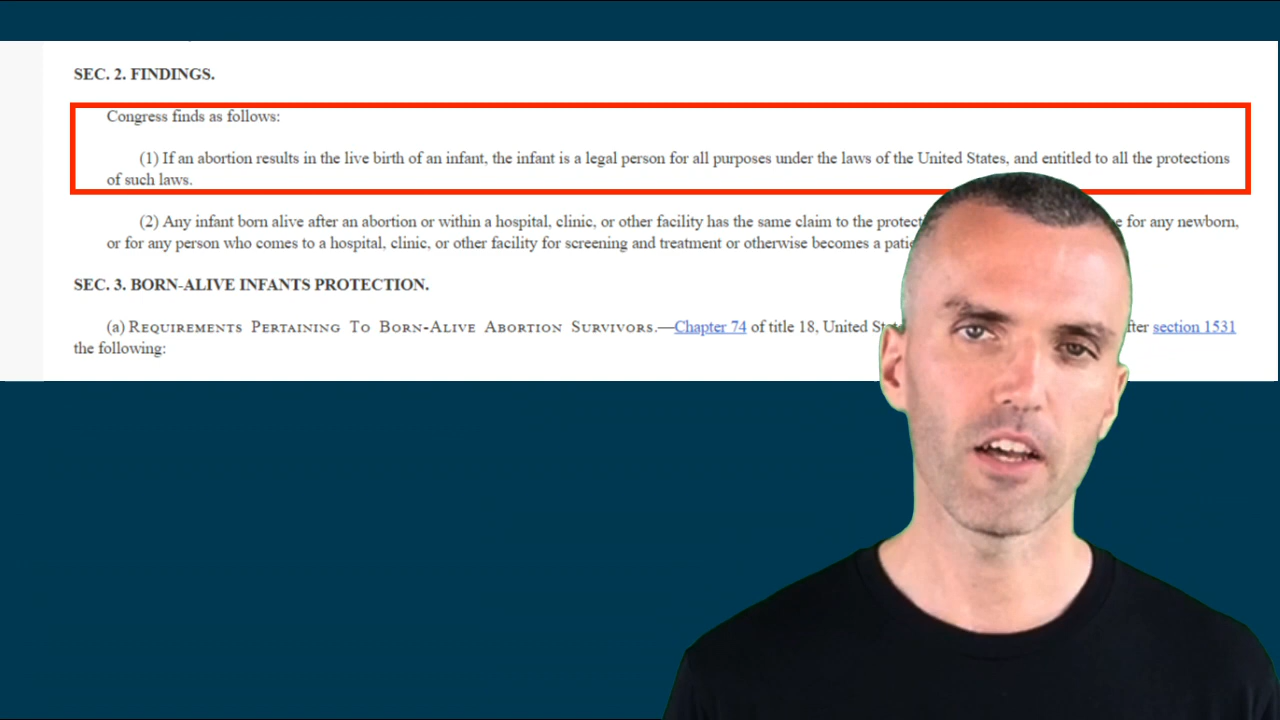 SEC. 2. FINDINGS.
Congress finds as follows:
(1) If an abortion results in the live birth of an infant, the infant is a legal person for all purposes under the laws of the United States, and entitled to all the protections
of such laws.
(2) Any infant born alive after an abortion or within a hospital, clinic, or other facility has the same claim to the for any newborn,
or for any person who comes to a hospital, clinic, or other facility for screening and treatment or otherwise becomes a
SEC. 3. BORN-ALIVE INFANTS PROTECTION.
(a) REQUIREMENTS PERTAINING TO BORN-ALIVE ABORTION SURVIVORS.—Chapter 74 of title 18, United section 1531
the following: